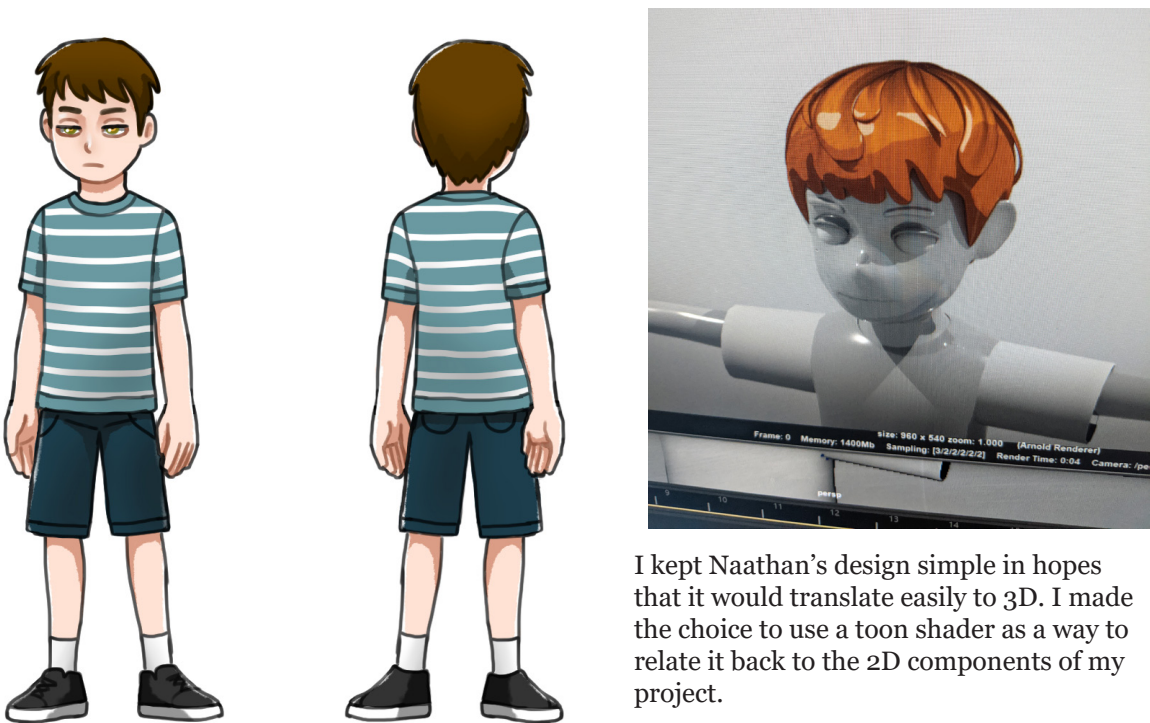 size: 960 x 540 zoom: 1.000 (Arnold Renderer)
Frame: 0 Memory: 1400Mb Sampling: [3/2/2/2/2/2] Render Time: 0:04 Camera: /pe
persp
9 10 11 12 13 14
I kept Naathan’s design simple in hopes
that it would translate easily to 3D. I made
the choice to use a toon shader as a way to
relate it back to the 2D components of my
project.